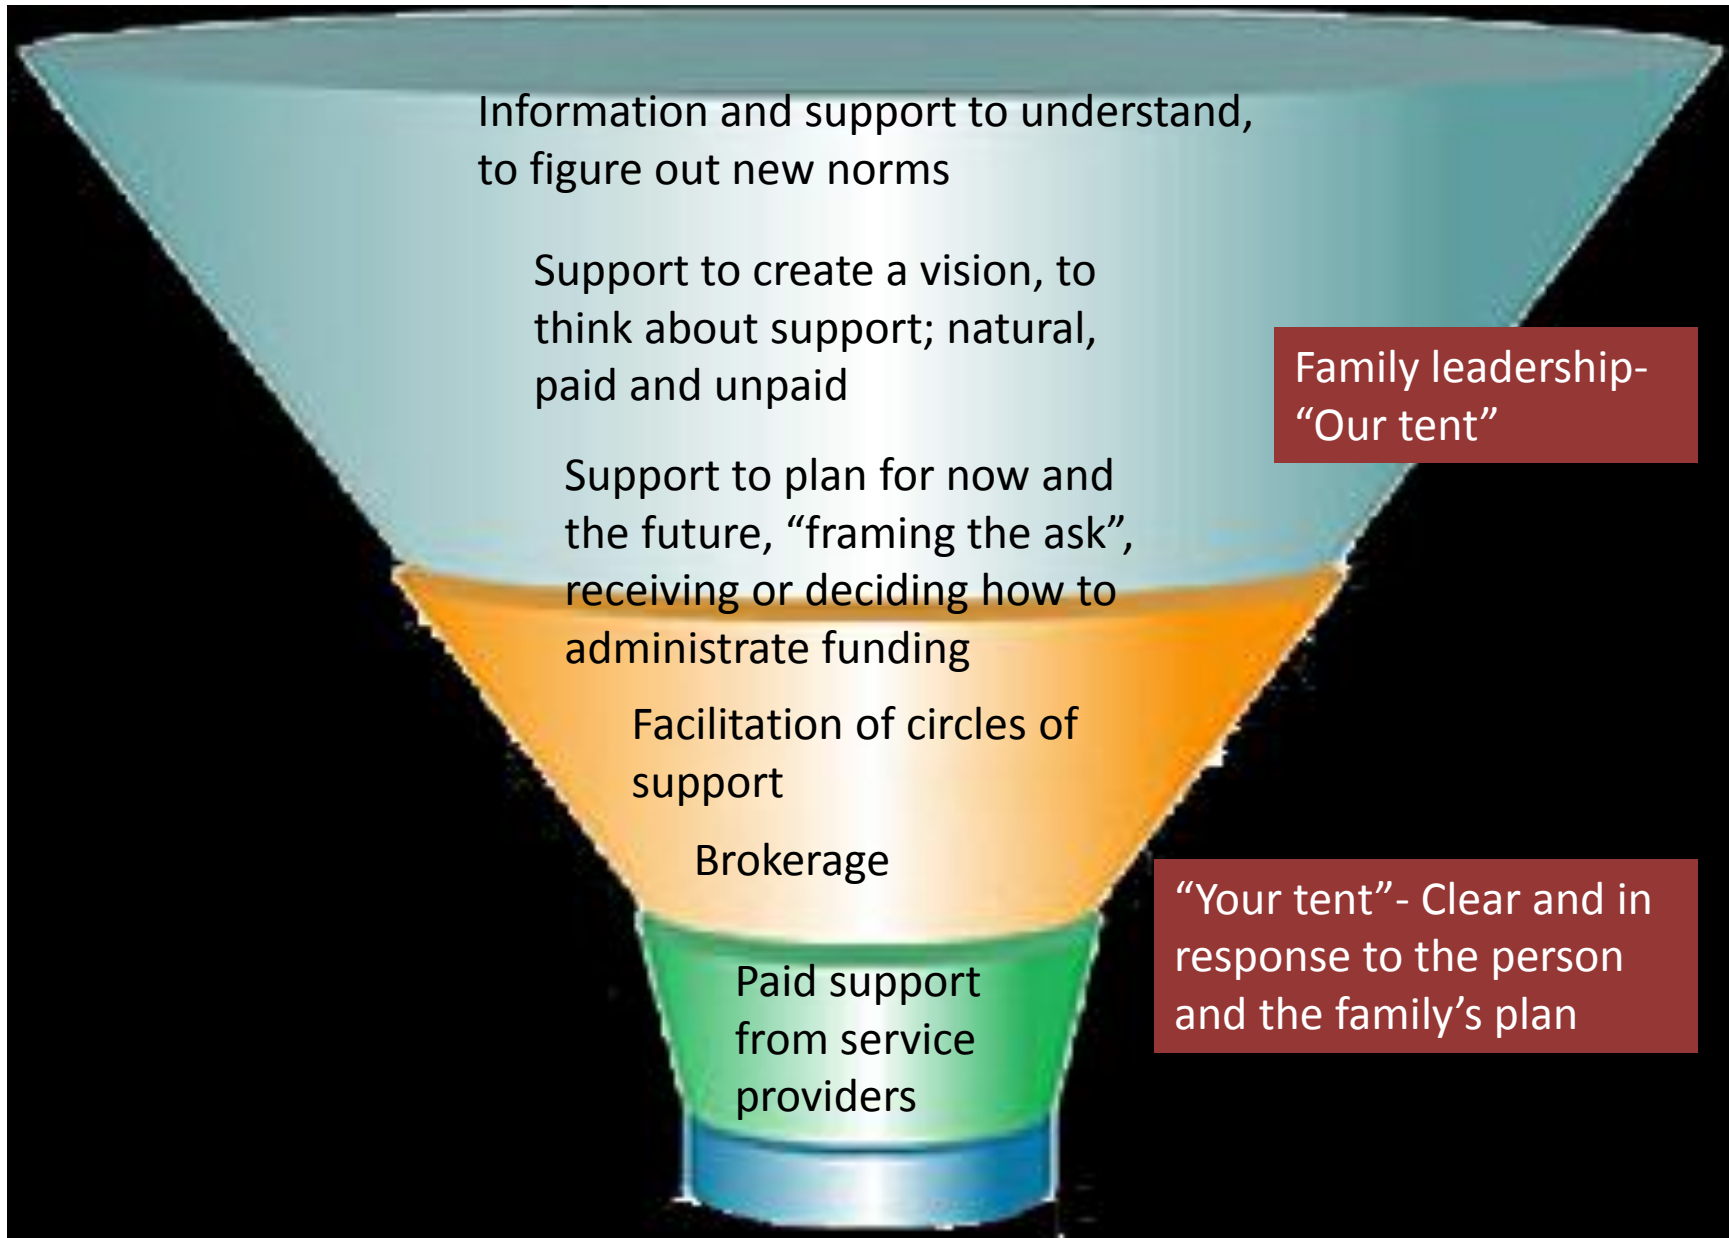 Information and support to understand,
to figure out new norms
Support to create a vision, to
think about support; natural,
paid and unpaid
Family leadership-
“Our tent”
Support to plan for now and
the future, “framing the ask”,
receiving or deciding how to
administrate funding
Facilitation of circles of
support
Brokerage
“Your tent”- Clear and in
response to the person
and the family’s plan
Paid support
from service
providers